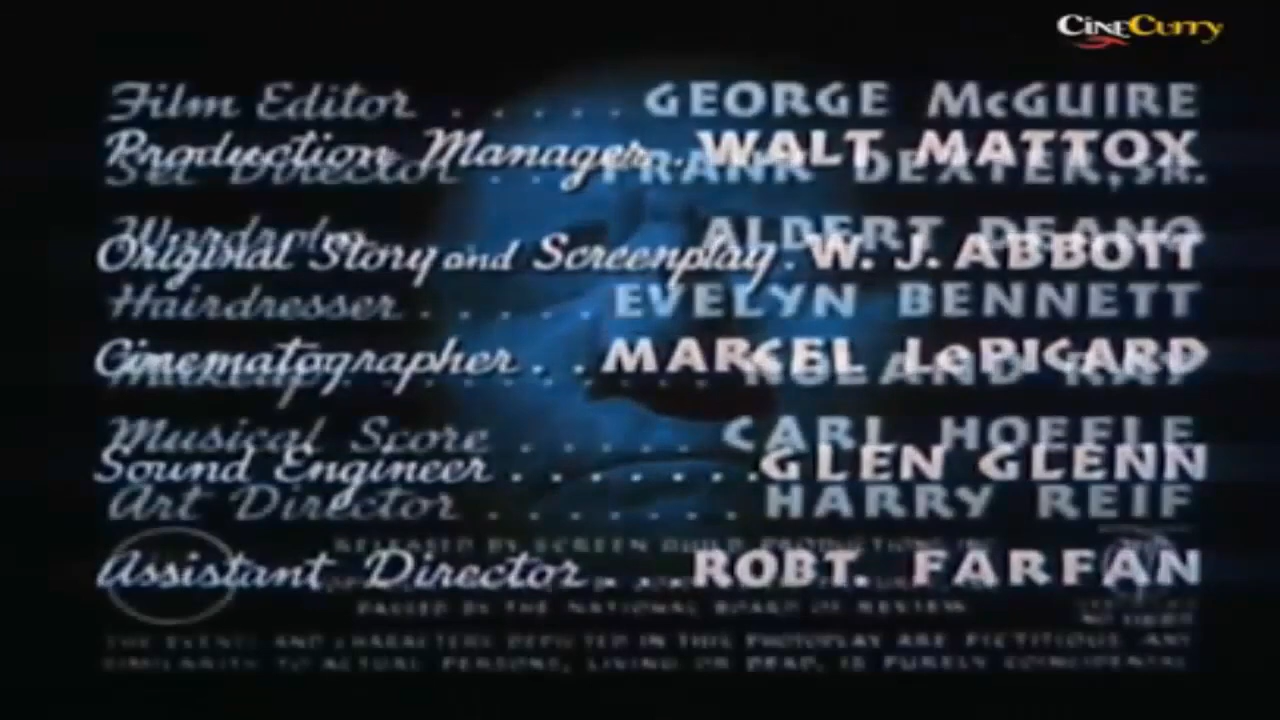 CineCurry
Film Editor . . . . . GEORGE McGUIRE
Production Manager . . WALT MATTOX
Set Director . . . FRANK DEXTER, SR.
Wardrobe ALBERT DEANO
Original Story and Screenplay . W. J. ABBOTT
Hairdresser . . . . . . EVELYN BENNETT
Cinematographer . . MARCEL LePICARD
Makeup . . . . . . . . . ROLAND RAY
Musical Score . . . . . . CARL HOEFLE
Sound Engineer . . . . . . . GLEN GLENN
Art Director . . . . . . . HARRY REIF
RELEASED BY SCREEN GUILD PRODUCTIONS INC.
Assistant Director . . . ROBT. FARFAN
PASSED BY THE NATIONAL BOARD OF REVIEW
THE EVENTS AND CHARACTERS DEPICTED IN THIS PHOTOPLAY ARE FICTITIOUS. ANY
SIMILARITY TO ACTUAL PERSONS, LIVING OR DEAD, IS PURELY COINCIDENTAL